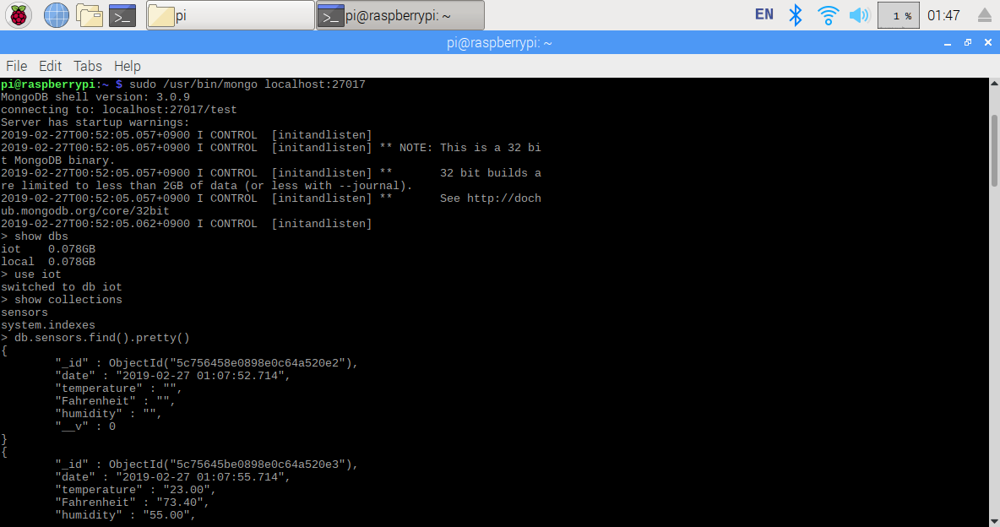 pi
pi@raspberrypi: ~
EN
1 %
01:47
pi@raspberrypi: ~
File Edit Tabs Help
pi@raspberrypi:~ $ sudo /usr/bin/mongo localhost:27017
MongoDB shell version: 3.0.9
connecting to: localhost:27017/test
Server has startup warnings:
2019-02-27T00:52:05.057+0900 I CONTROL  [initandlisten]
2019-02-27T00:52:05.057+0900 I CONTROL  [initandlisten] ** NOTE: This is a 32 bi
t MongoDB binary.
2019-02-27T00:52:05.057+0900 I CONTROL  [initandlisten] **       32 bit builds a
re limited to less than 2GB of data (or less with --journal).
2019-02-27T00:52:05.057+0900 I CONTROL  [initandlisten] **       See http://doch
ub.mongodb.org/core/32bit
2019-02-27T00:52:05.062+0900 I CONTROL  [initandlisten]
> show dbs
iot    0.078GB
local  0.078GB
> use iot
switched to db iot
> show collections
sensors
system.indexes
> db.sensors.find().pretty()
{
        "_id" : ObjectId("5c756458e0898e0c64a520e2"),
        "date" : "2019-02-27 01:07:52.714",
        "temperature" : "",
        "Fahrenheit" : "",
        "humidity" : "",
        "__v" : 0
}
{
        "_id" : ObjectId("5c75645be0898e0c64a520e3"),
        "date" : "2019-02-27 01:07:55.714",
        "temperature" : "23.00",
        "Fahrenheit" : "73.40",
        "humidity" : "55.00",